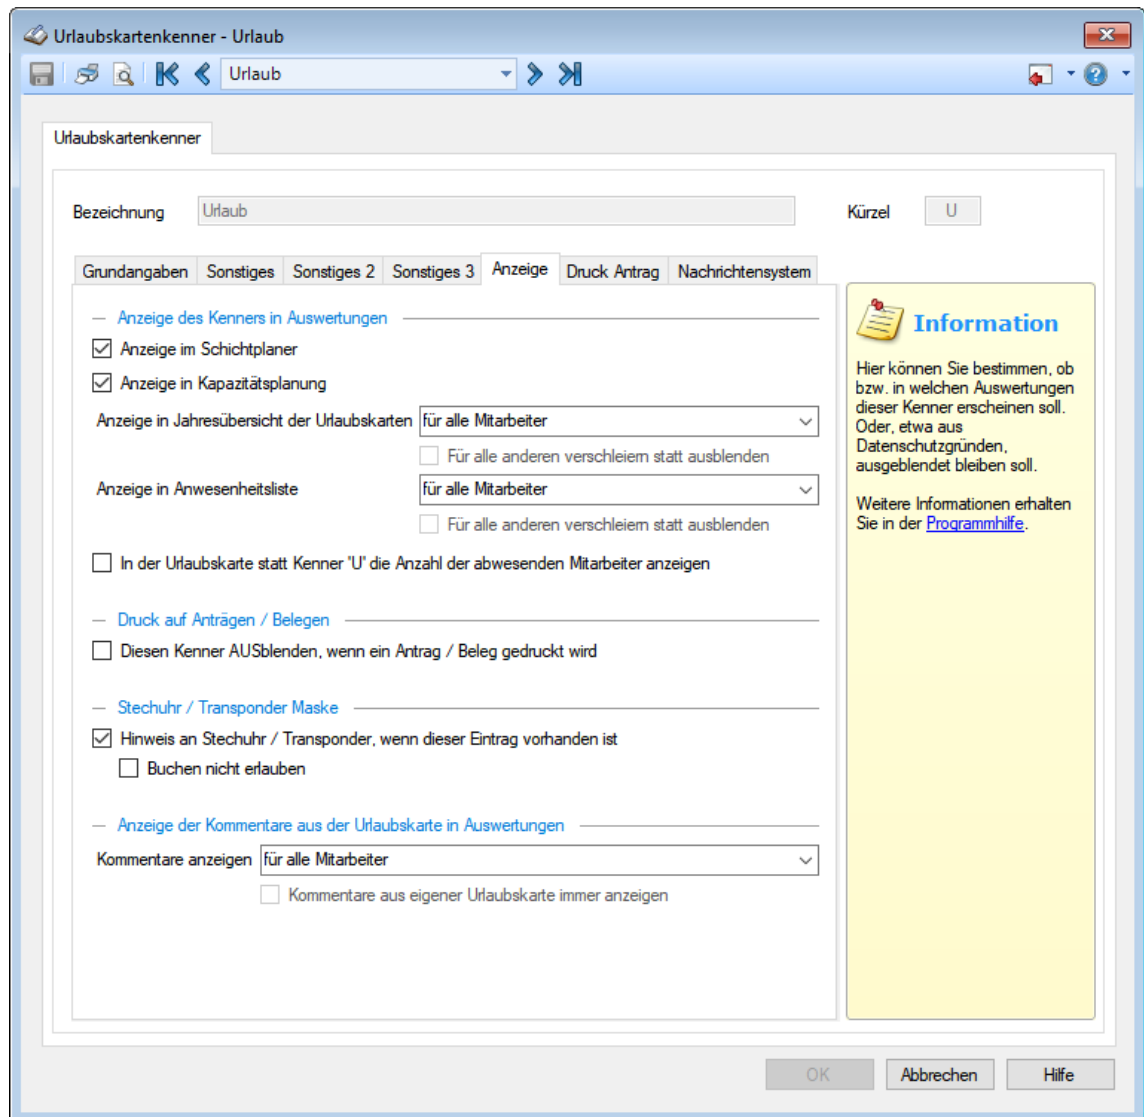 Urlaubskartenkenner - Urlaub
Urlaub
Urlaubskartenkenner
Bezeichnung Urlaub Kürzel U
Grundangaben Sonstiges Sonstiges 2 Sonstiges 3 Anzeige Druck Antrag Nachrichtensystem
Anzeige des Kenners in Auswertungen
Anzeige im Schichtplaner
Anzeige in Kapazitätsplanung
Anzeige in Jahresübersicht der Urlaubskarten für alle Mitarbeiter
Für alle anderen verschleiern statt ausblenden
Anzeige in Anwesenheitsliste für alle Mitarbeiter
Für alle anderen verschleiern statt ausblenden
In der Urlaubskarte statt Kenner "U" die Anzahl der abwesenden Mitarbeiter anzeigen
Druck auf Anträgen / Belegen
Diesen Kenner AUSblenden, wenn ein Antrag / Beleg gedruckt wird
Stechuhr / Transponder Maske
Hinweis an Stechuhr / Transponder, wenn dieser Eintrag vorhanden ist
Buchen nicht erlauben
Anzeige der Kommentare aus der Urlaubskarte in Auswertungen
Kommentare anzeigen für alle Mitarbeiter
Kommentare aus eigener Urlaubskarte immer anzeigen
Information
Hier können Sie bestimmen, ob
bzw. in welchen Auswertungen
dieser Kenner erscheinen soll.
Oder, etwa aus
Datenschutzgründen,
ausgeblendet bleiben soll.
Weitere Informationen erhalten
Sie in der Programmhilfe.
OK Abbrechen Hilfe